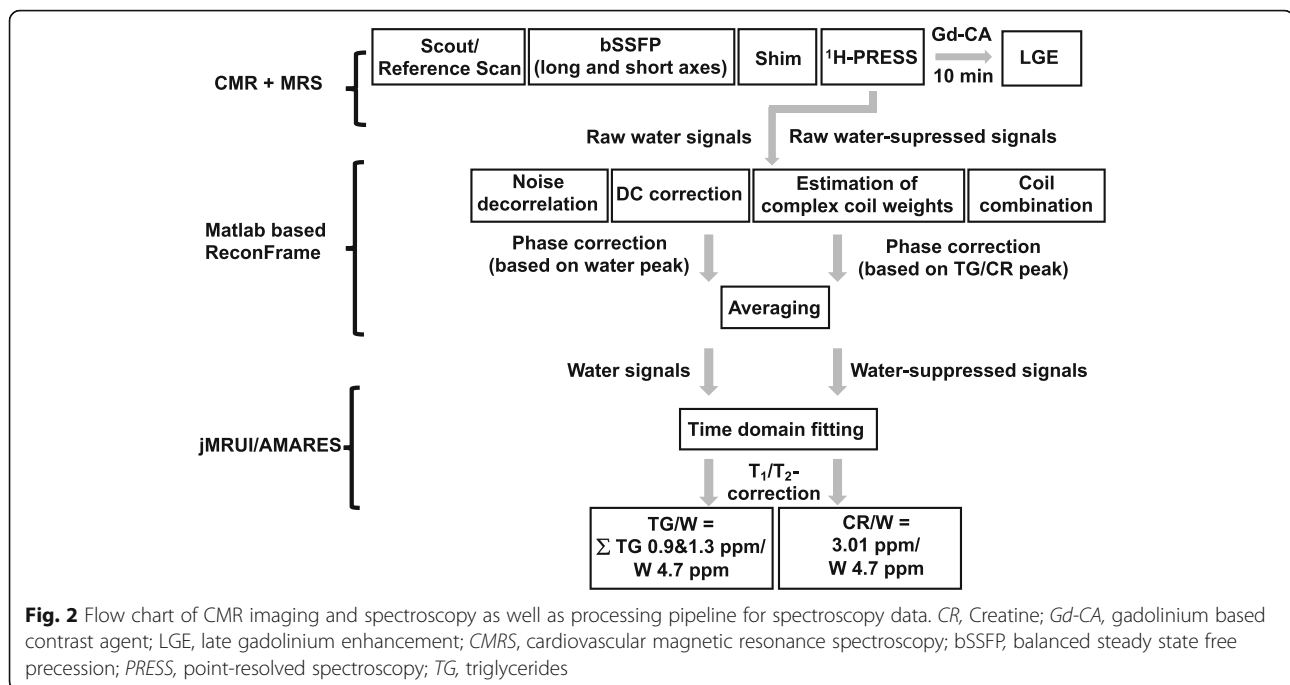 Scout/
Reference Scan
bSSFP
(long and short axes)
Shim
¹H-PRESS
Gd-CA
10 min
LGE
CMR + MRS
Raw water signals
Raw water-supressed signals
Noise
decorrelation
DC correction
Estimation of
complex coil weights
Coil
combination
Matlab based
ReconFrame
Phase correction
(based on water peak)
Phase correction
(based on TG/CR peak)
Averaging
Water signals
Water-suppressed signals
jMRUI/AMARES
Time domain fitting
T₁/T₂-
correction
TG/W =
∑ TG 0.9&1.3 ppm/
W 4.7 ppm
CR/W =
3.01 ppm/
W 4.7 ppm
Fig. 2 Flow chart of CMR imaging and spectroscopy as well as processing pipeline for spectroscopy data. CR, Creatine; Gd-CA, gadolinium based
contrast agent; LGE, late gadolinium enhancement; CMRS, cardiovascular magnetic resonance spectroscopy; bSSFP, balanced steady state free
precession; PRESS, point-resolved spectroscopy; TG, triglycerides